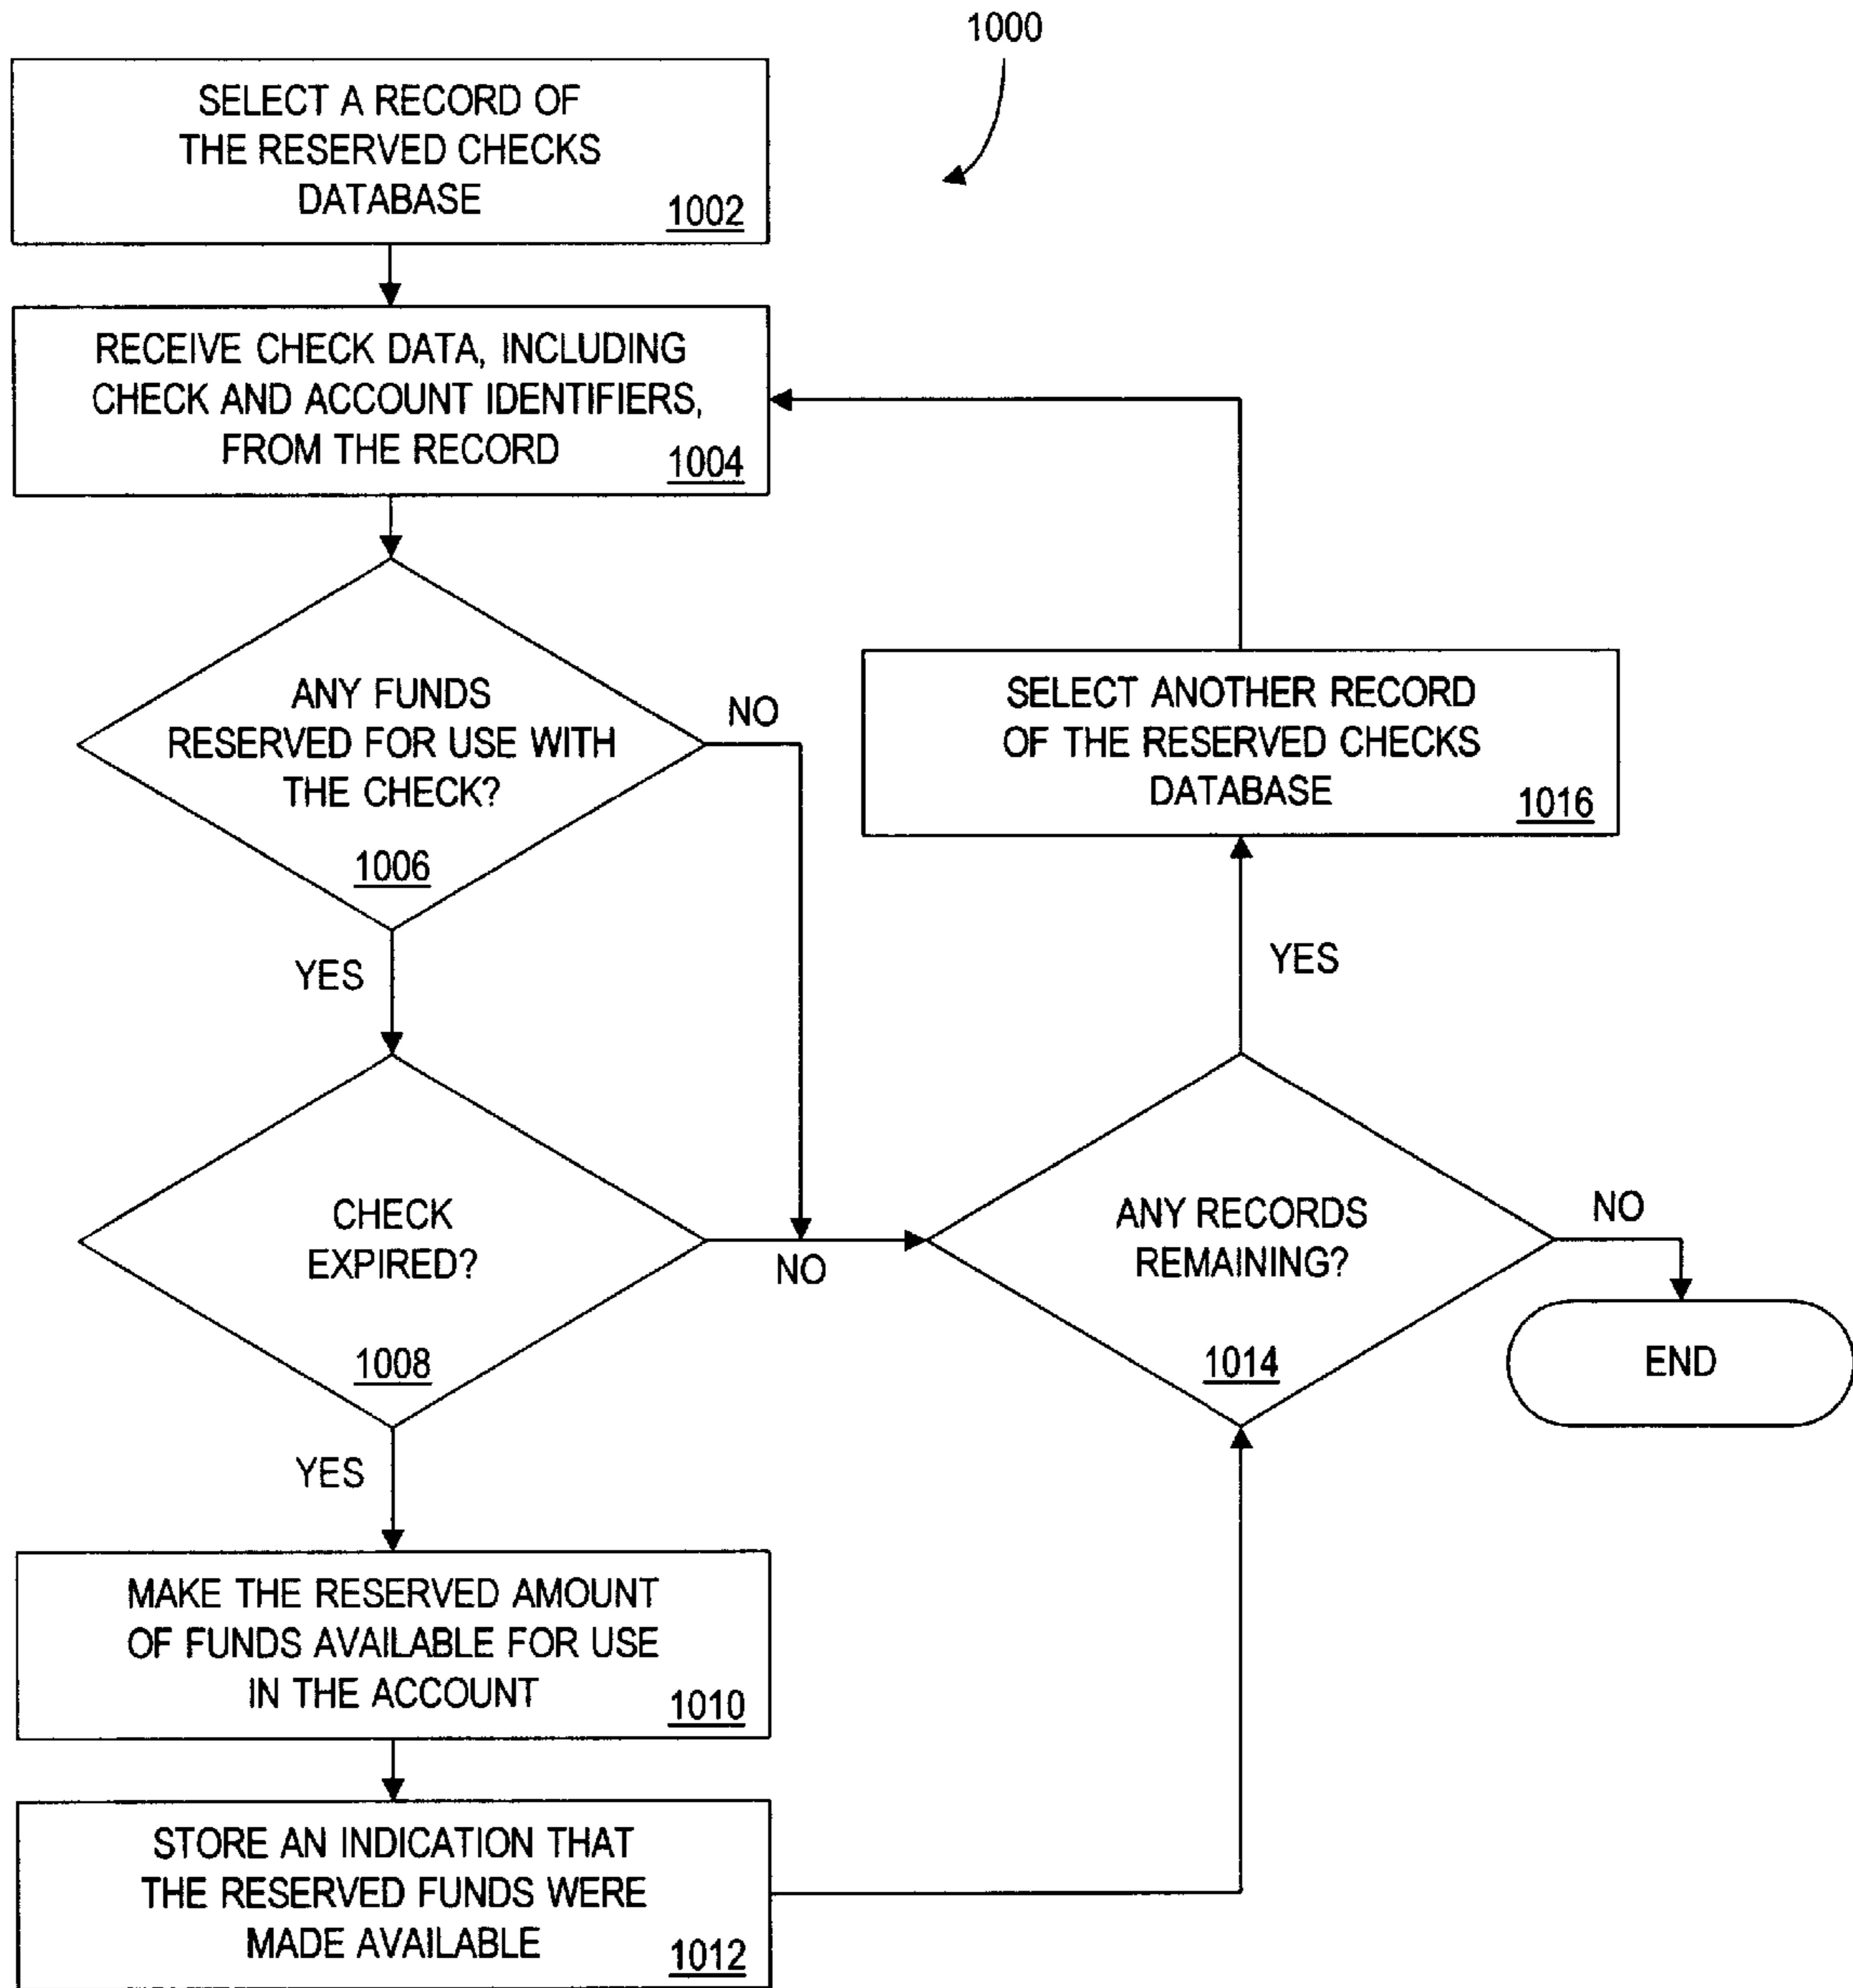 1000
SELECT A RECORD OF
THE RESERVED CHECKS
DATABASE
1002
RECEIVE CHECK DATA, INCLUDING
CHECK AND ACCOUNT IDENTIFIERS,
FROM THE RECORD
1004
ANY FUNDS
RESERVED FOR USE WITH
THE CHECK?
1006
NO
YES
CHECK
EXPIRED?
1008
NO
YES
MAKE THE RESERVED AMOUNT
OF FUNDS AVAILABLE FOR USE
IN THE ACCOUNT
1010
STORE AN INDICATION THAT
THE RESERVED FUNDS WERE
MADE AVAILABLE
1012
SELECT ANOTHER RECORD
OF THE RESERVED CHECKS
DATABASE
1016
YES
ANY RECORDS
REMAINING?
1014
NO
END